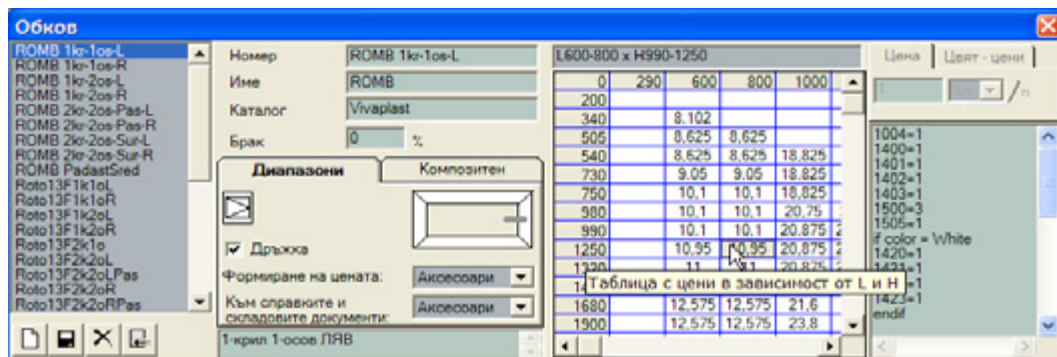 Обков
ROMB 1kr-1os-L
ROMB 1kr-1os-R
ROMB 1kr-2os-L
ROMB 1kr-2os-R
ROMB 2kr-2os-Pas-L
ROMB 2kr-2os-Pas-R
ROMB 2kr-2os-Sur-L
ROMB 2kr-2os-Sur-R
ROMB PadastSred
Roto13F1k1oL
Roto13F1k1oR
Roto13F1k2oL
Roto13F1k2oR
Roto13F2k1o
Roto13F2k2oL
Roto13F2k2oLPas
Roto13F2k2oR
Roto13F2k2oRPas
Номер ROMB 1kr-1os-L
Име ROMB
Каталог Vivaplast
Брак 0 %
Диапазони Композитен
Дръжка
Формиране на цената: Аксесоари
Към справките и
складовите документи: Аксесоари
1-крил 1-осов ЛЯВ
L600-800 x H990-1250
0 290 600 800 1000
200
340 8,102
505 8,625 8,625
540 8,625 8,625 18,825
730 9,05 9,05 18,825
750 10,1 10,1 18,825
980 10,1 10,1 20,75
990 10,1 10,1 20,875
1250 10,95 10,95 20,875
Таблица с цени в зависимост от L и H
1680 12,575 12,575 21,6
1900 12,575 12,575 23,8
Цена Цвят - цени
1 Lv /n
1004=1
1400=1
1401=1
1402=1
1403=1
1500=3
1505=1
if color = White
1420=1
1423=1
endif